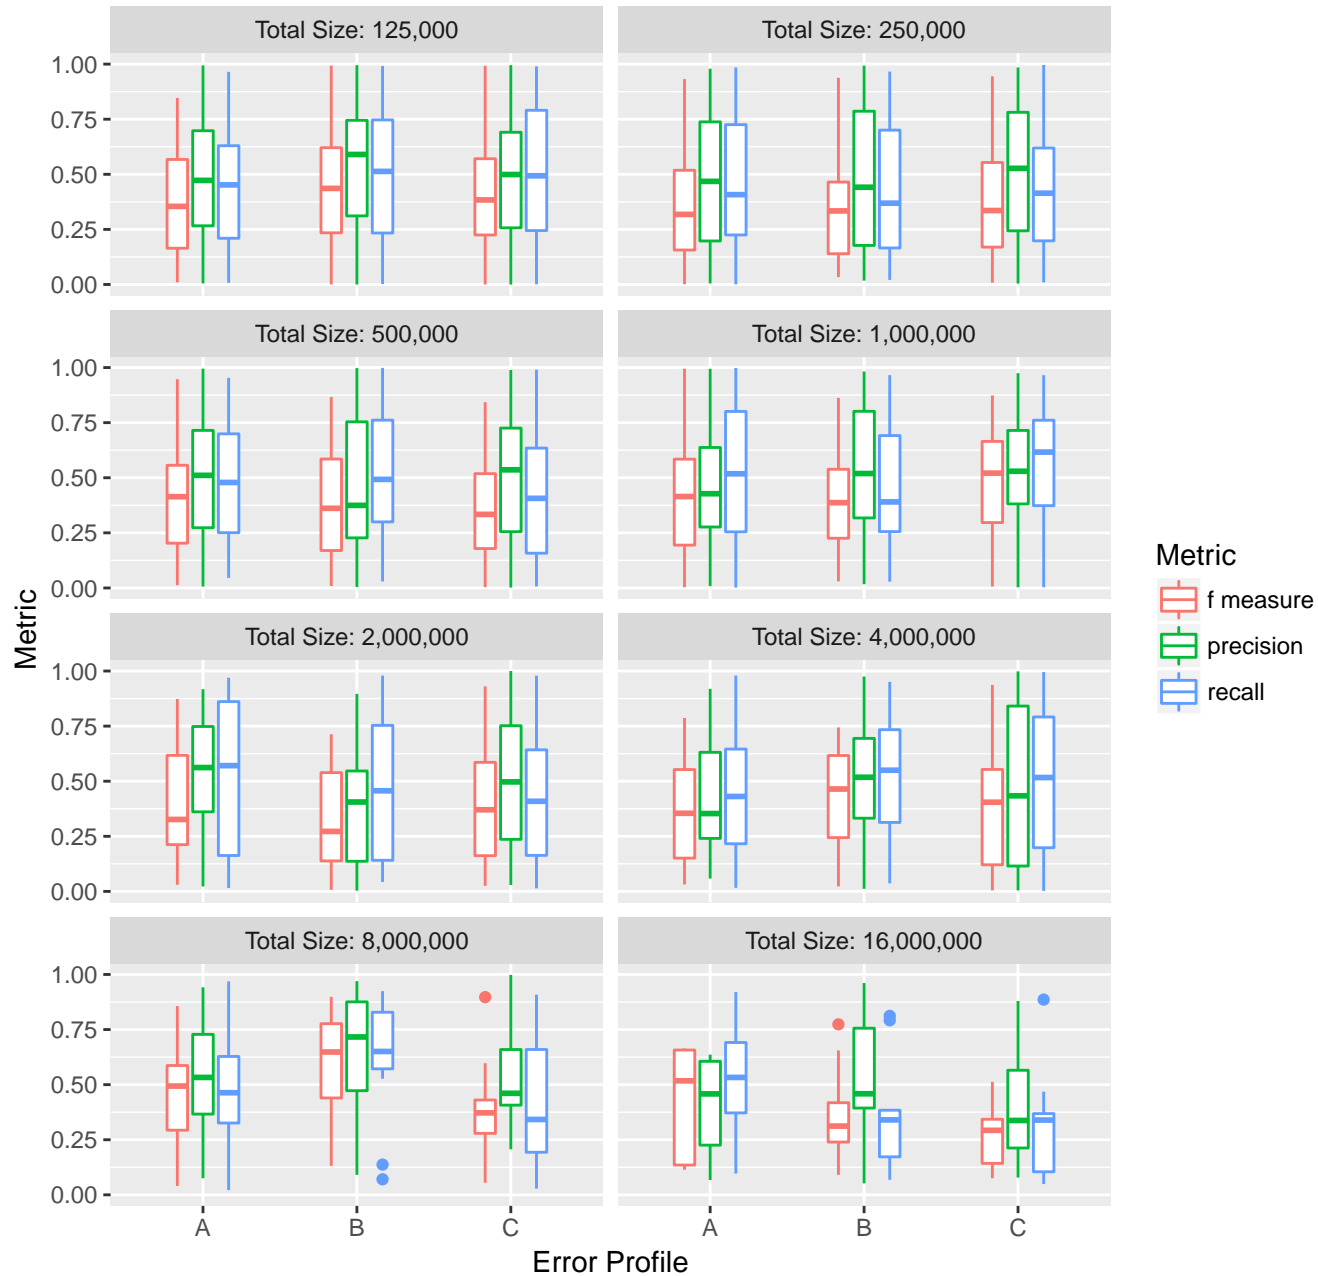 Total Size: 125,000
Total Size: 250,000
1.00
0.75
0.50
0.25
0.00
Total Size: 500,000
Total Size: 1,000,000
1.00
0.75
0.50
0.25
0.00
Total Size: 2,000,000
Total Size: 4,000,000
1.00
0.75
0.50
0.25
0.00
Total Size: 8,000,000
Total Size: 16,000,000
1.00
0.75
0.50
0.25
0.00
A B C
A B C
Error Profile
Metric
Metric
f measure
precision
recall